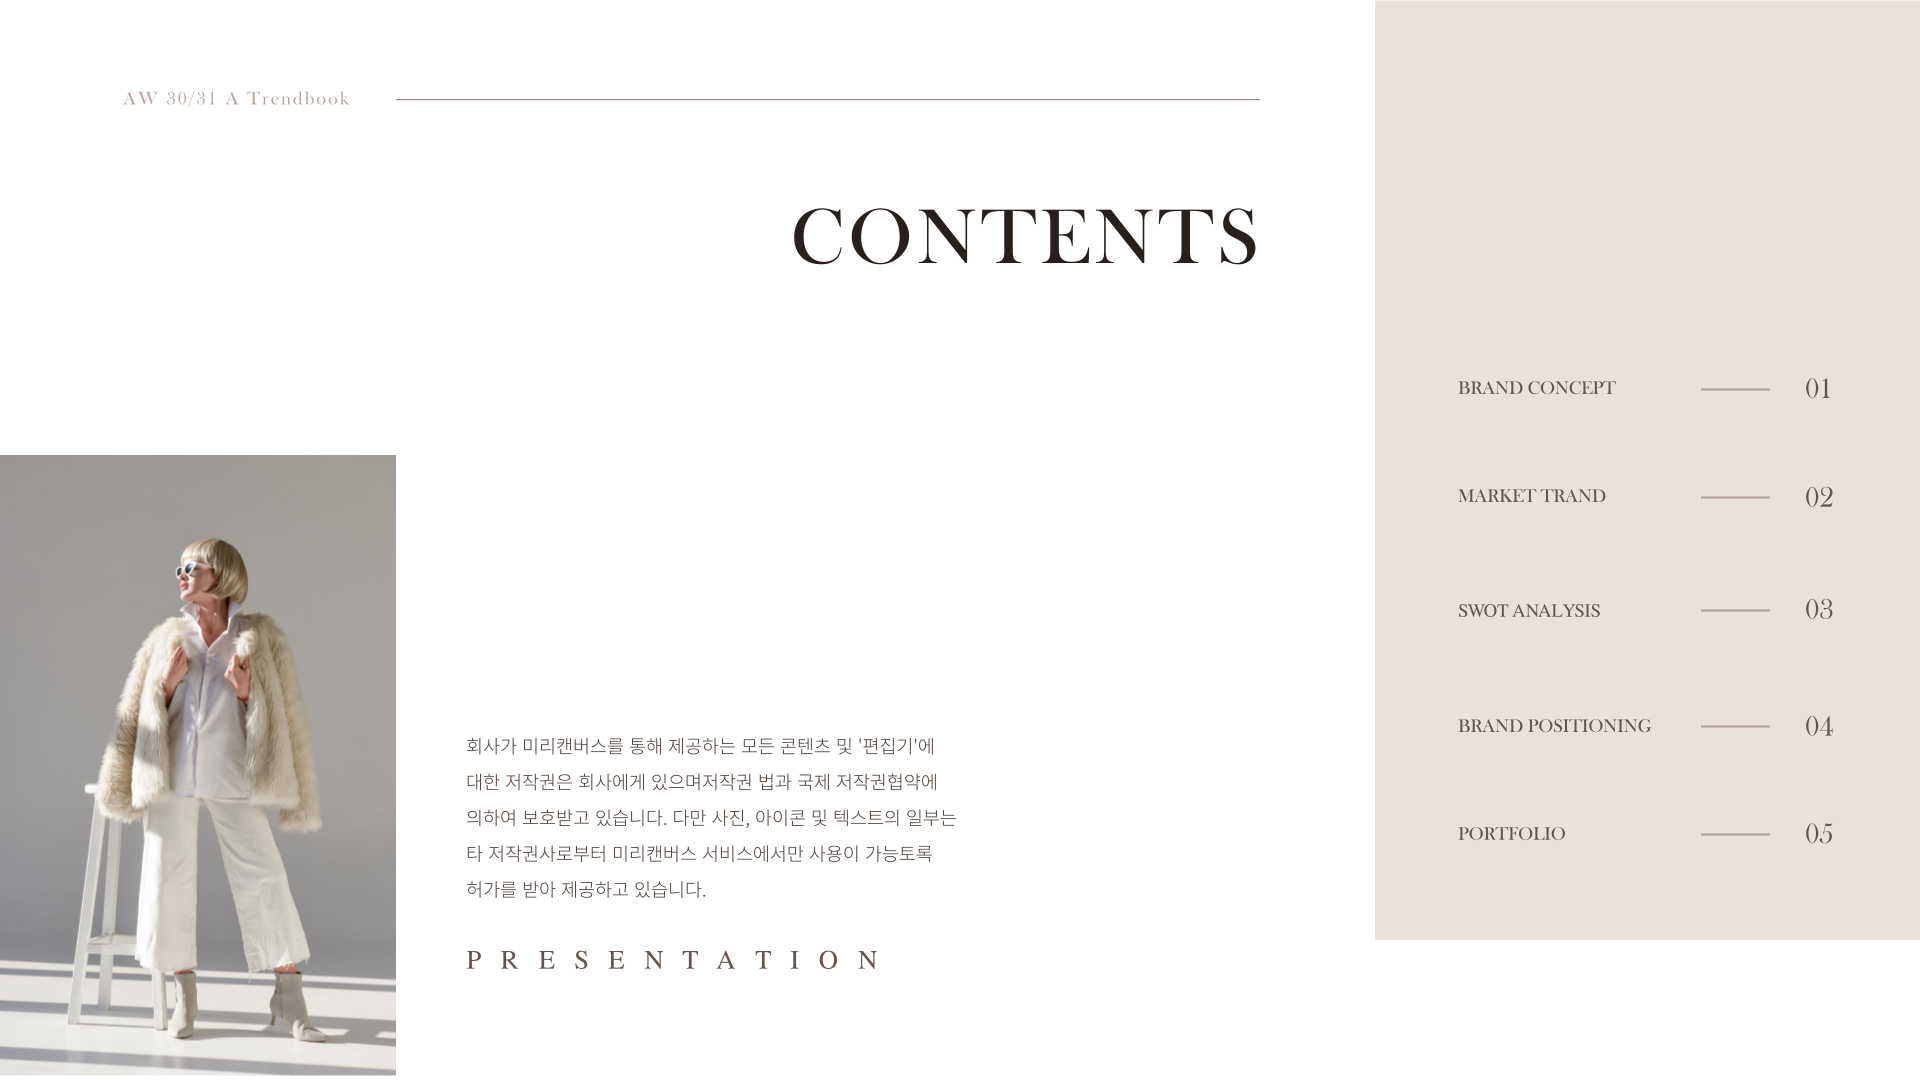 AW 30/31 A Trendbook
CONTENTS
BRAND CONCEPT 01
MARKET TRAND 02
SWOT ANALYSIS 03
BRAND POSITIONING 04
PORTFOLIO 05
회사가 미리캔버스를 통해 제공하는 모든 콘텐츠 및 '편집기'에
대한 저작권은 회사에게 있으며저작권 법과 국제 저작권협약에
의하여 보호받고 있습니다. 다만 사진, 아이콘 및 텍스트의 일부는
타 저작권사로부터 미리캔버스 서비스에서만 사용이 가능토록
허가를 받아 제공하고 있습니다.
PRESENTATION